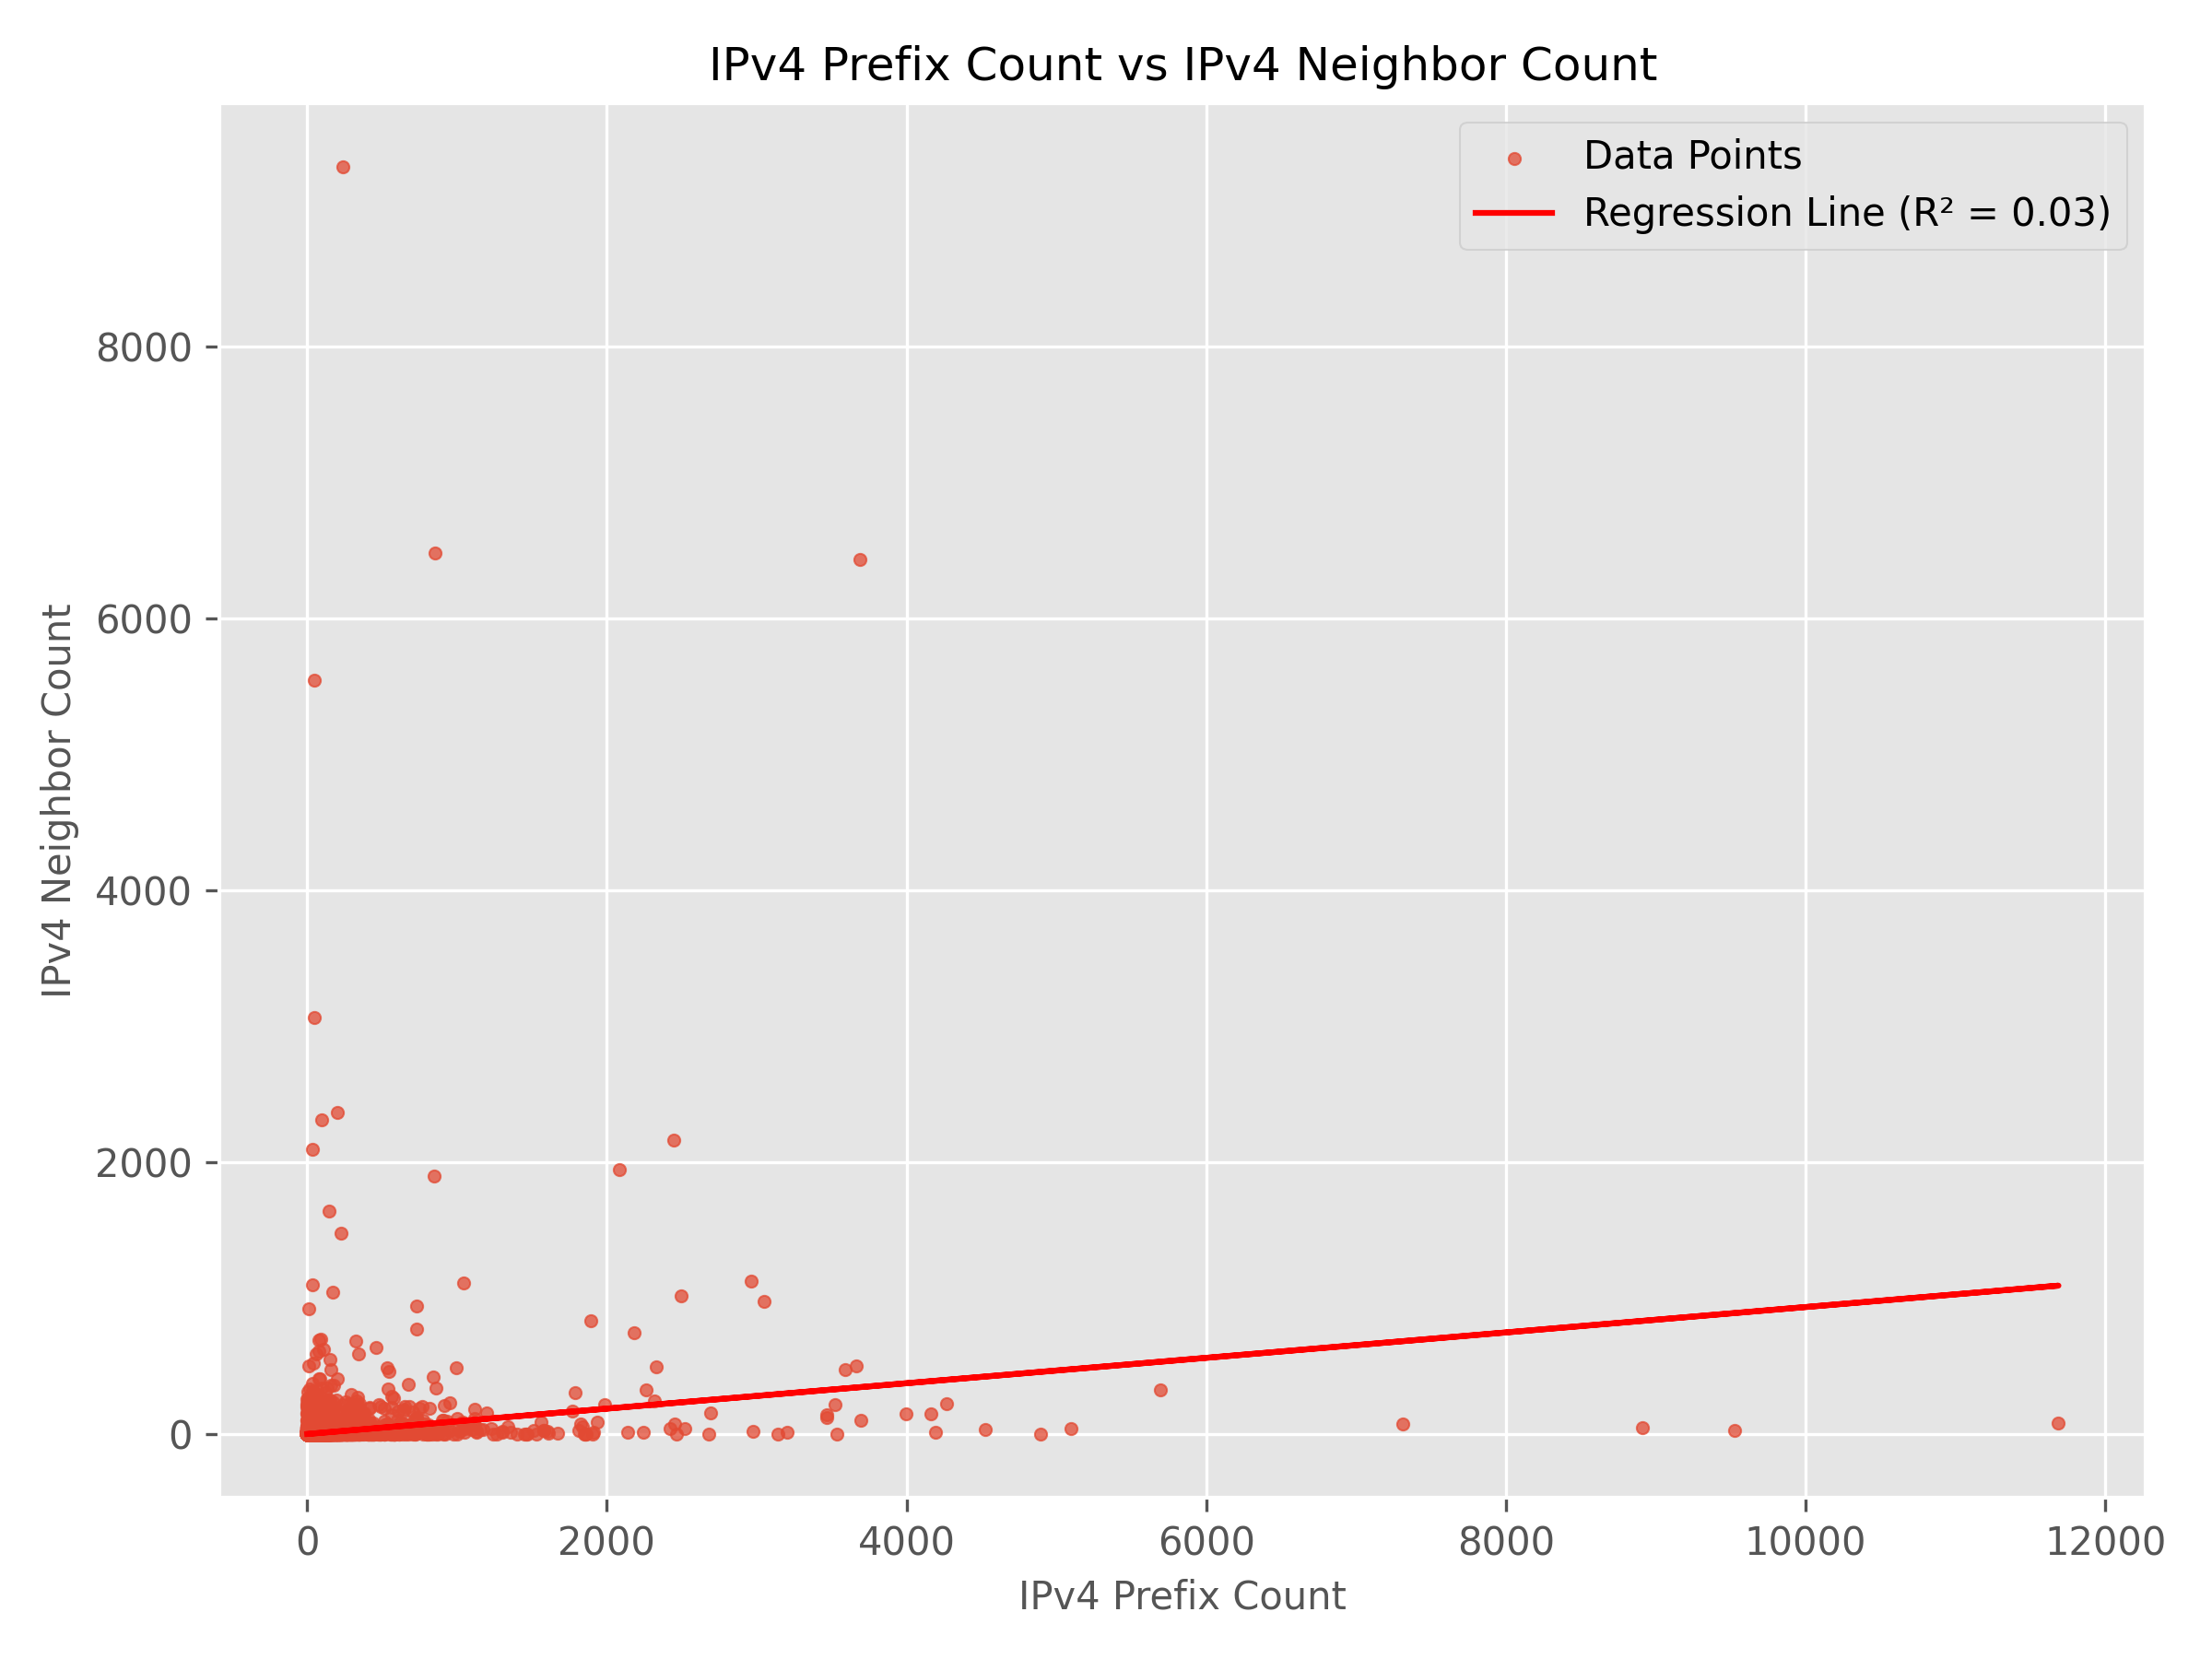 IPv4 Prefix Count vs IPv4 Neighbor Count
Data Points
Regression Line (R² = 0.03)
IPv4 Neighbor Count
8000
6000
4000
2000
0
0 2000 4000 6000 8000 10000 12000
IPv4 Prefix Count